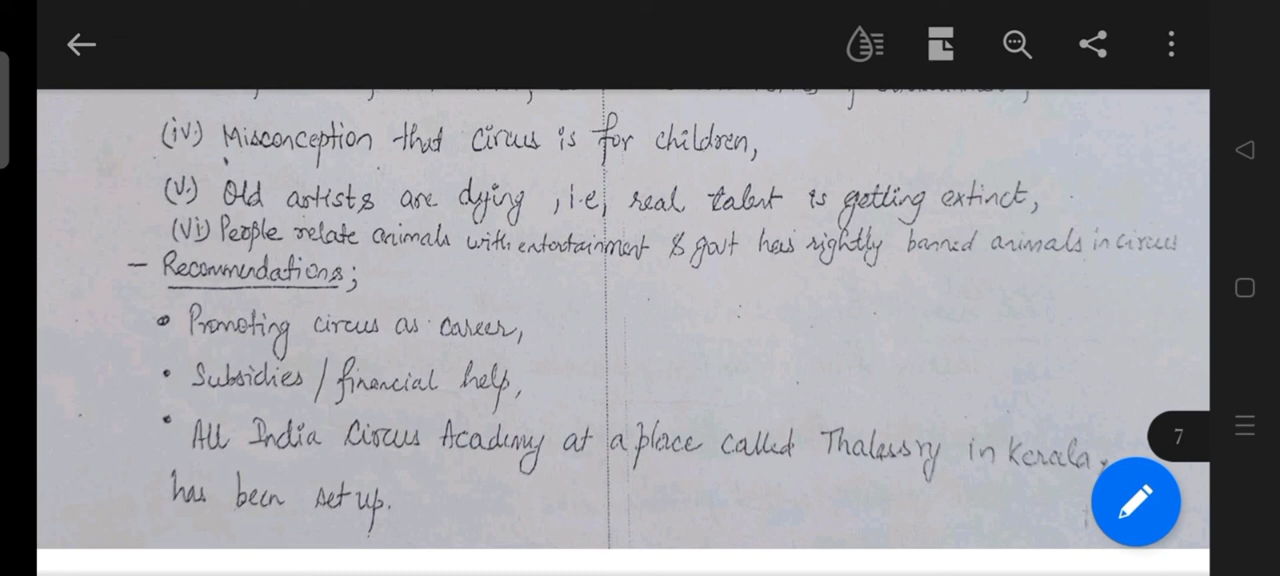 (iv.) Misconception that circus is for children,
(v.) Old artists are dying, i.e, real talent is getting extinct,
(vi) People relate animals with entertainment & govt has rightly banned animals in circus
– Recommendations;
• Promoting circus as career,
• Subsidies / financial help,
• All India Circus Academy at a place called Thalassry in Kerala.
7
has been set up.